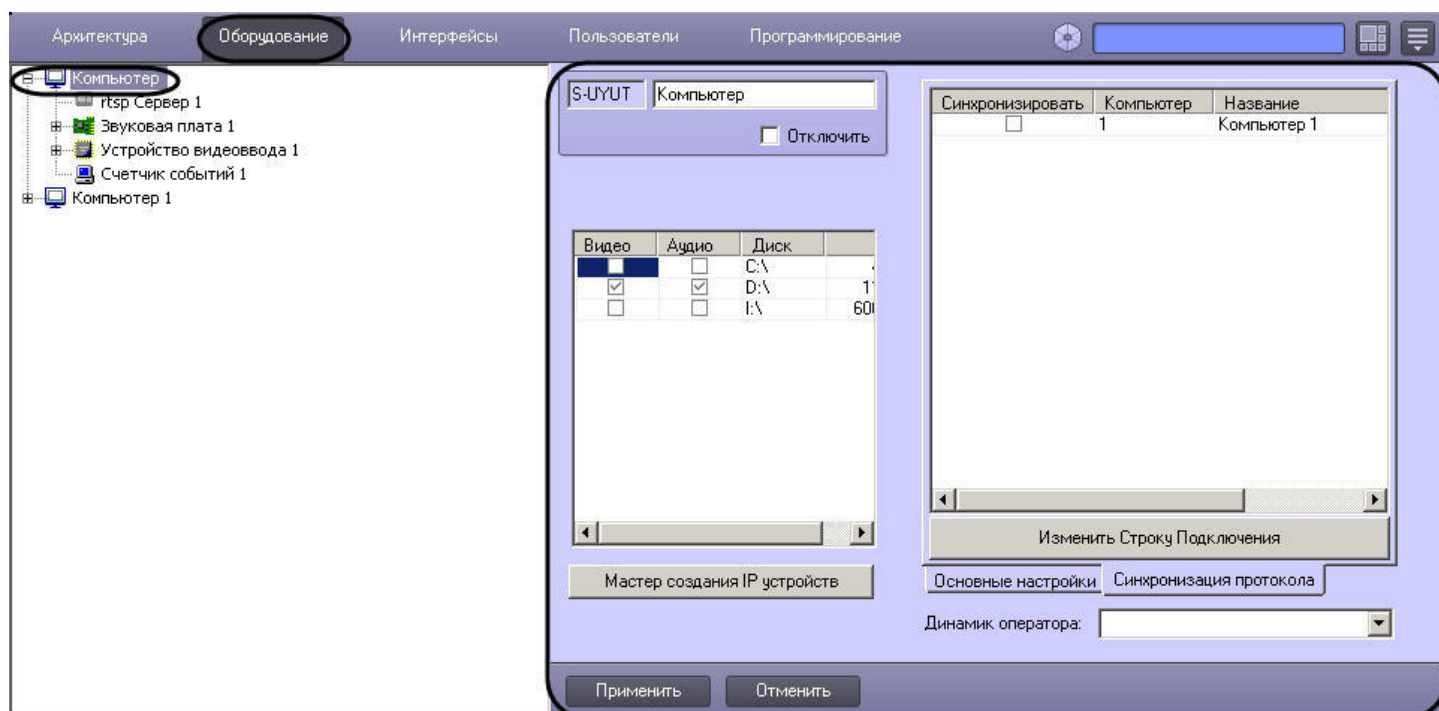 Архитектура Оборудование Интерфейсы Пользователи Программирование
Компьютер
rtsp Сервер 1
Звуковая плата 1
Устройство видеоввода 1
Счетчик событий 1
Компьютер 1
S-UYUT Компьютер
Отключить
Видео Аудио Диск
C:\
D:\
I:\
Мастер создания IP устройств
Синхронизировать Компьютер Название
1 Компьютер 1
Изменить Строку Подключения
Основные настройки Синхронизация протокола
Динамик оператора:
Применить Отменить